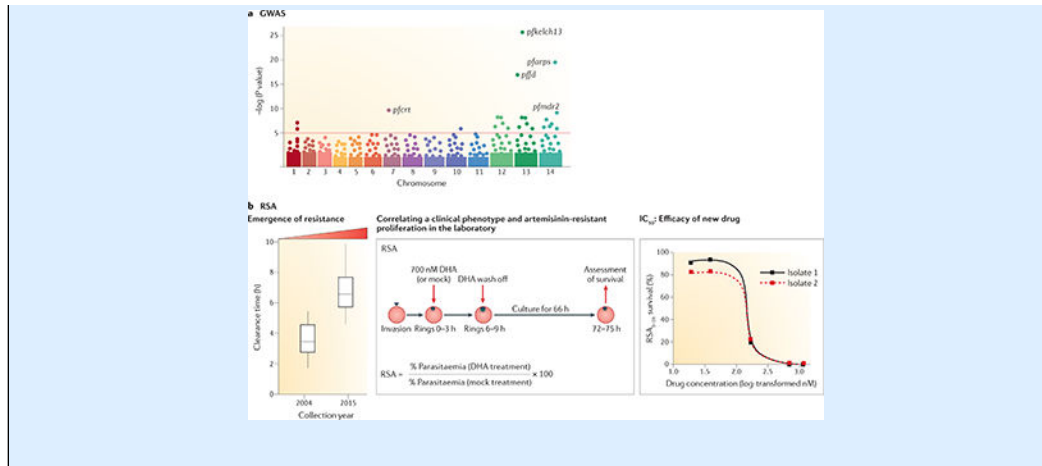 a GWAS
25
20
15
10
5
–log (P value)
pfkelch13
pfarps
pffd
pfcrt
pfmdr2
1 2 3 4 5 6 7 8 9 10 11 12 13 14
Chromosome
b RSA
Emergence of resistance
10
8
6
4
2
0
Clearance time (h)
2004 2015
Collection year
Correlating a clinical phenotype and artemisinin-resistant
proliferation in the laboratory
RSA
700 nM DHA
(or mock)
DHA wash off
Assessment
of survival
Culture for 66 h
Invasion Rings 0–3 h Rings 6–9 h 72–75 h
RSA = % Parasitaemia (DHA treatment) × 100
% Parasitaemia (mock treatment)
IC50: Efficacy of new drug
100
80
60
40
20
0
RSA survival (%)
Isolate 1
Isolate 2
1.0 1.5 2.0 2.5 3.0
Drug concentration (log-transformed nM)